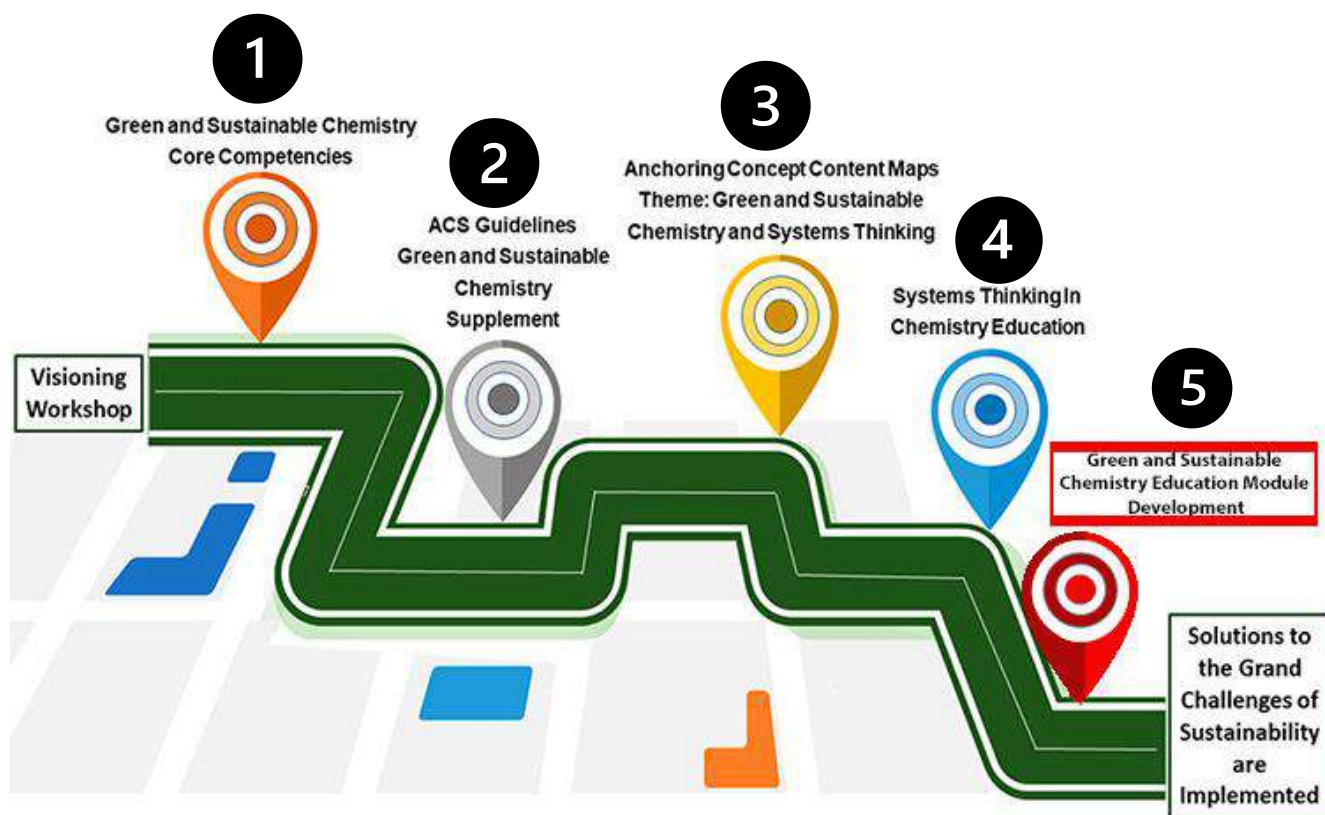 1
Green and Sustainable Chemistry
Core Competencies
2
ACS Guidelines
Green and Sustainable
Chemistry
Supplement
3
Anchoring Concept Content Maps
Theme: Green and Sustainable
Chemistry and Systems Thinking
4
Systems Thinking In
Chemistry Education
5
Green and Sustainable
Chemistry Education Module
Development
Visioning
Workshop
Solutions to
the Grand
Challenges of
Sustainability
are
Implemented